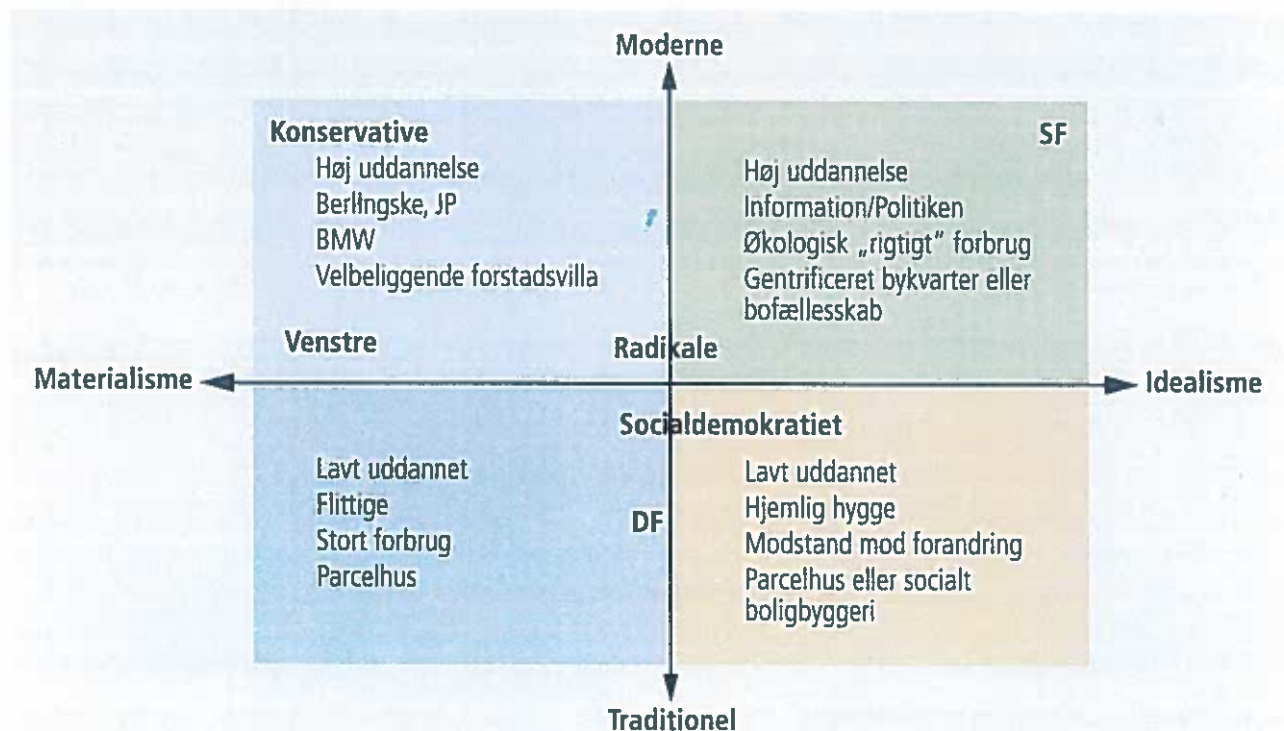 Moderne
Konservative
Høj uddannelse
Berlingske, JP
BMW
Velbeliggende forstadsvilla
Venstre
SF
Høj uddannelse
Information/Politiken
Økologisk „rigtigt“ forbrug
Gentrificeret bykvarter eller
bofællesskab
Radikale
Materialisme
Idealisme
Socialdemokratiet
Lavt uddannet
Flittige
Stort forbrug
Parcelhus
DF
Lavt uddannet
Hjemlig hygge
Modstand mod forandring
Parcelhus eller socialt
boligbyggeri
Traditionel